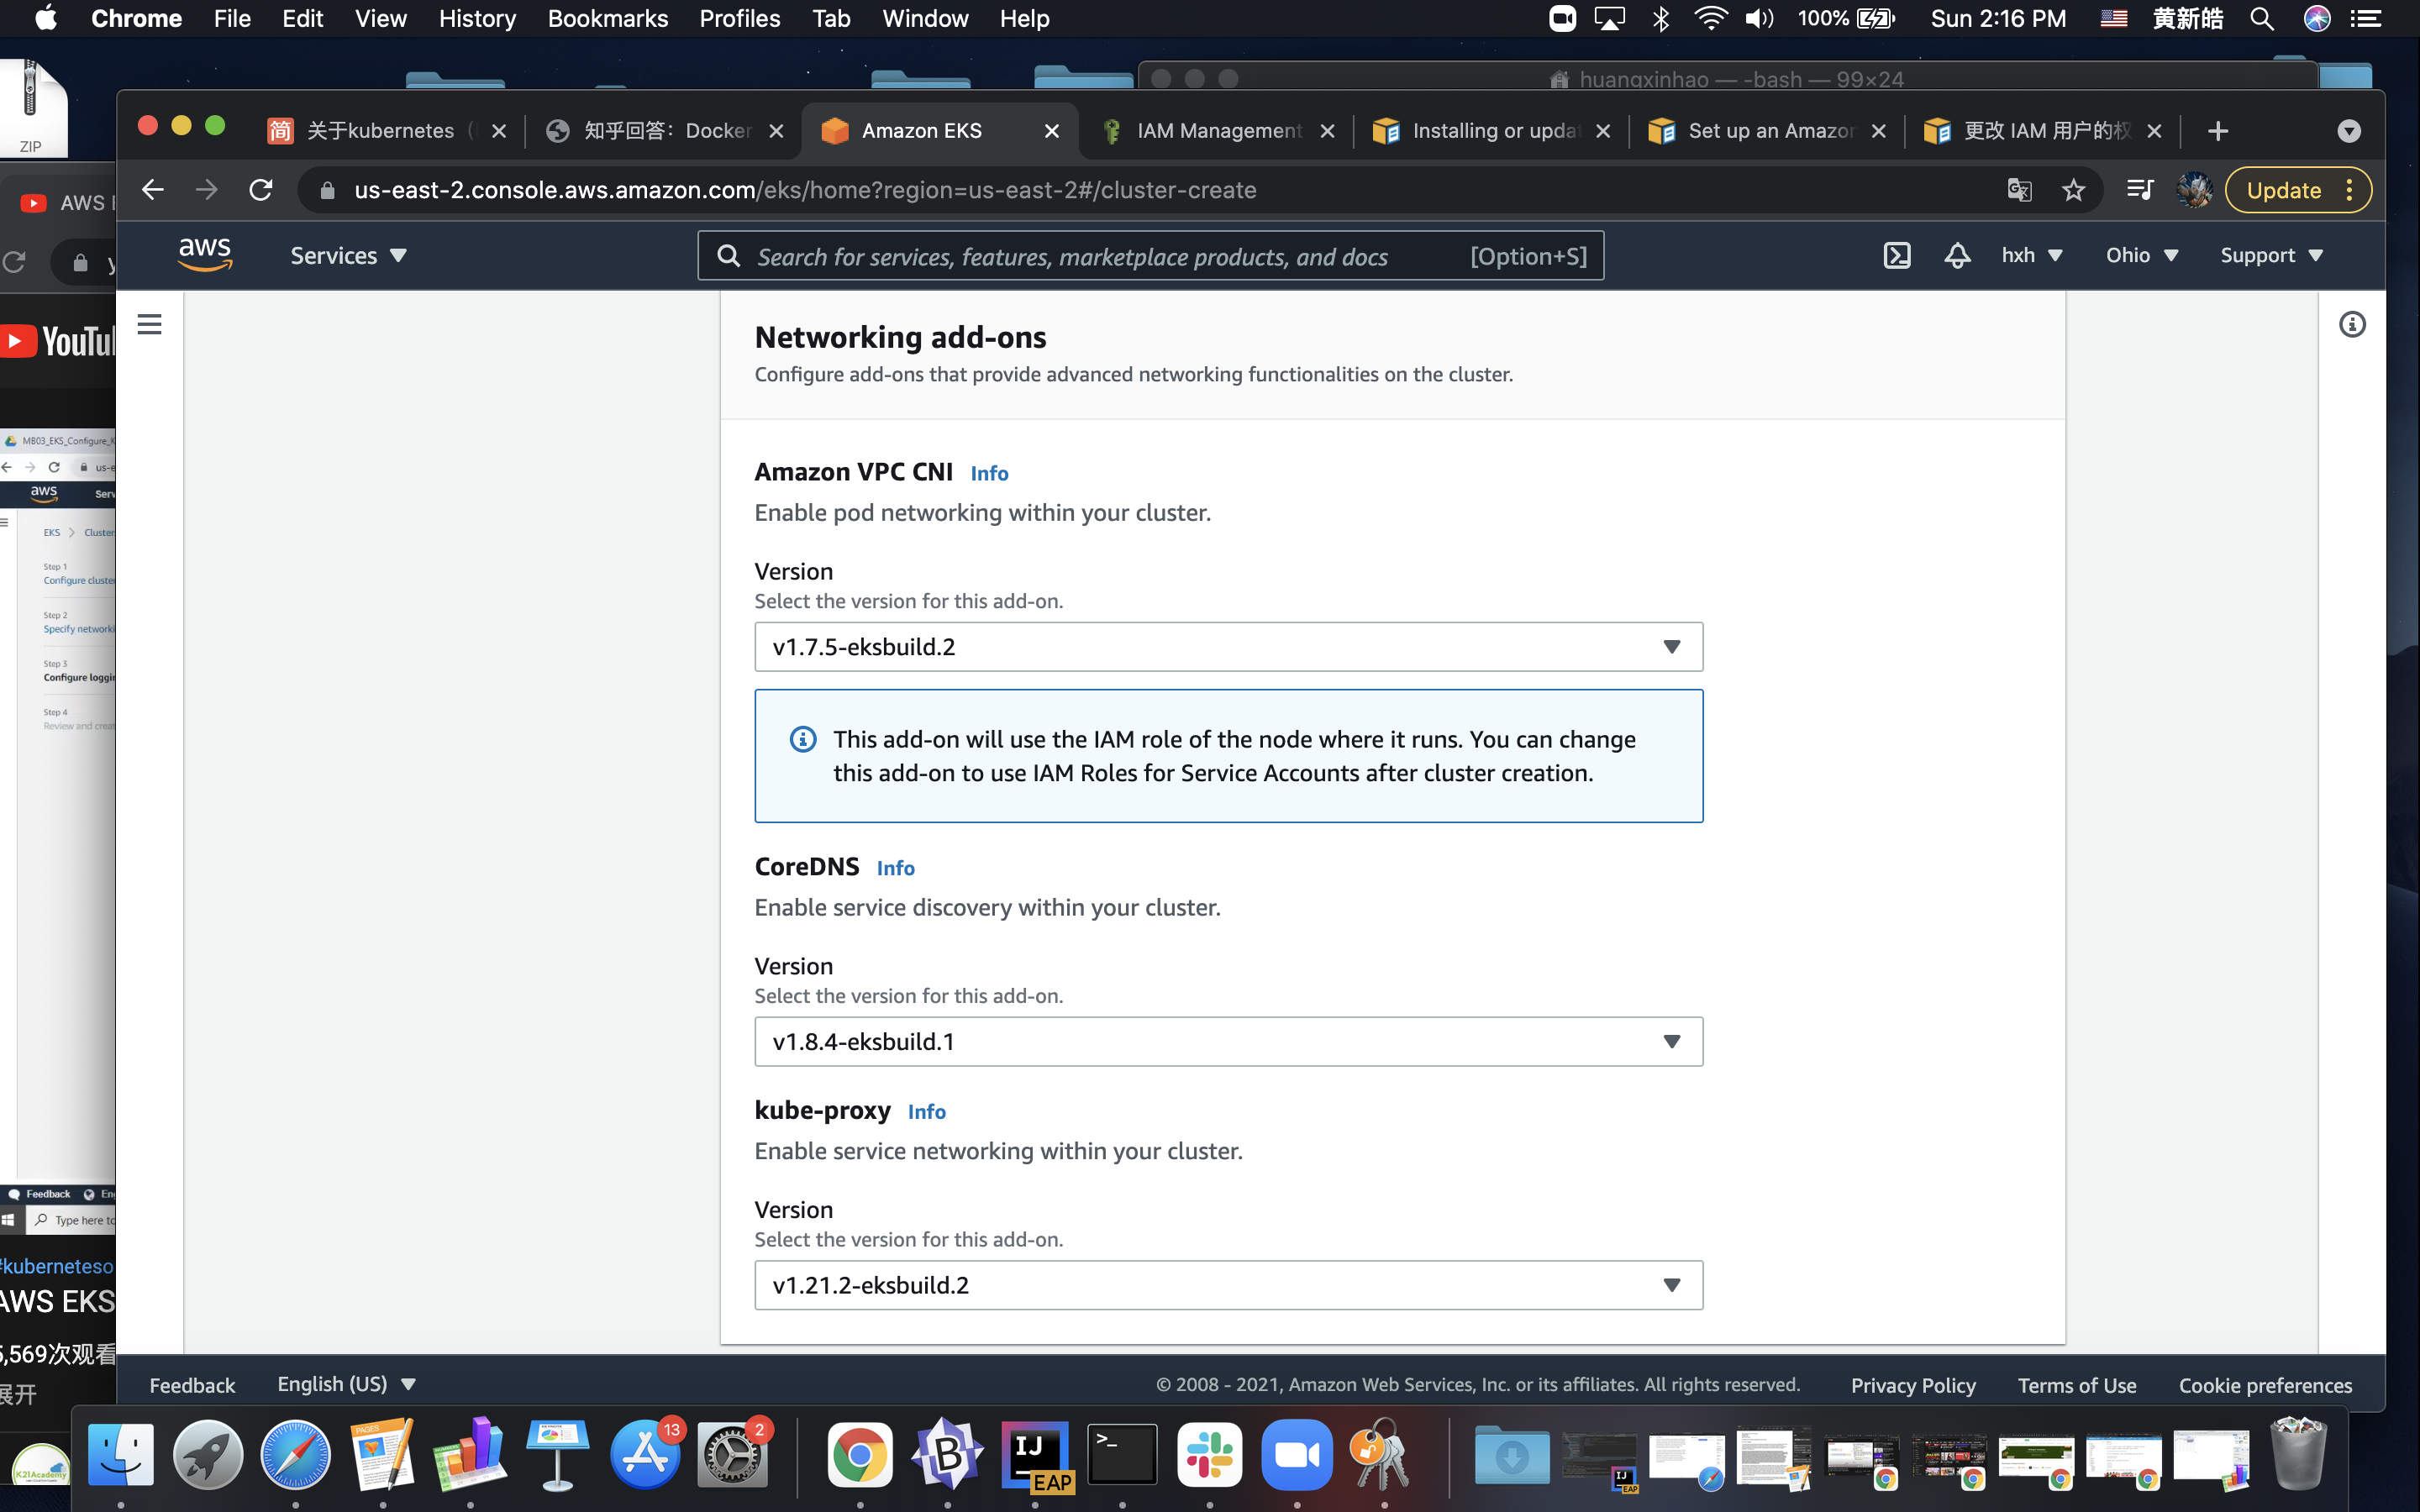 Chrome File Edit View History Bookmarks Profiles Tab Window Help 100% Sun 2:16 PM 黄新皓
ZIP
huangxinhao — -bash — 99×24
关于kubernetes
知乎回答：Docker
Amazon EKS
IAM Management
Installing or upda
Set up an Amazon
更改 IAM 用户的权
us-east-2.console.aws.amazon.com/eks/home?region=us-east-2#/cluster-create
Update
AWS
aws
Services
Search for services, features, marketplace products, and docs [Option+S]
hxh
Ohio
Support
YouTu
MB03_EKS_Configure_K
us-e
aws
Serv
EKS > Cluster
Step 1
Configure cluster
Step 2
Specify networki
Step 3
Configure loggin
Step 4
Review and creat
Feedback
En
Type here to
#kuberneteso
AWS EKS
5,569次观看
展开
K21Academy
Networking add-ons
Configure add-ons that provide advanced networking functionalities on the cluster.
Amazon VPC CNI Info
Enable pod networking within your cluster.
Version
Select the version for this add-on.
v1.7.5-eksbuild.2
This add-on will use the IAM role of the node where it runs. You can change
this add-on to use IAM Roles for Service Accounts after cluster creation.
CoreDNS Info
Enable service discovery within your cluster.
Version
Select the version for this add-on.
v1.8.4-eksbuild.1
kube-proxy Info
Enable service networking within your cluster.
Version
Select the version for this add-on.
v1.21.2-eksbuild.2
Feedback English (US) © 2008 - 2021, Amazon Web Services, Inc. or its affiliates. All rights reserved. Privacy Policy Terms of Use Cookie preferences
PAGES
13
2
B
IJ
EAP
>_